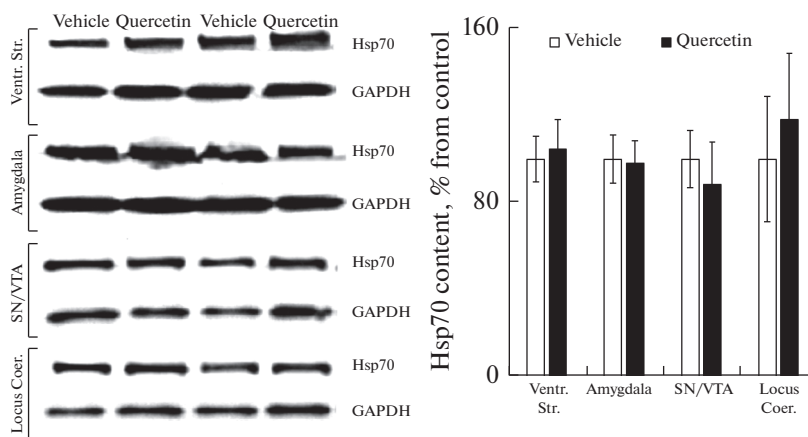 Vehicle Quercetin Vehicle Quercetin
Ventr. Str.
Hsp70
GAPDH
Amygdala
Hsp70
GAPDH
SN/VTA
Hsp70
GAPDH
Locus Coer.
Hsp70
GAPDH
Hsp70 content, % from control
160
80
0
Vehicle
Quercetin
Ventr.
Str.
Amygdala
SN/VTA
Locus
Coer.